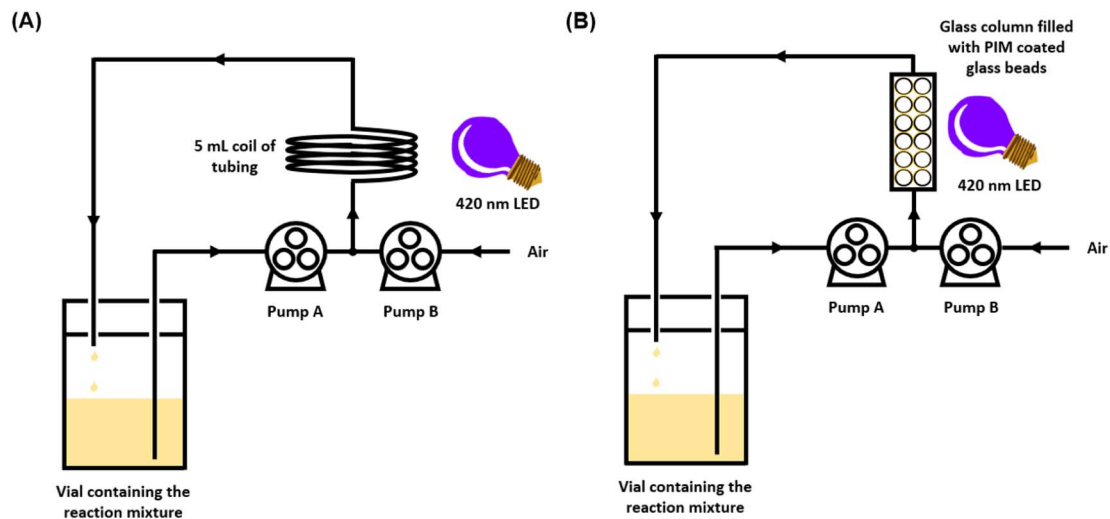 (A)
5 mL coil of
tubing
420 nm LED
Air
Pump A
Pump B
Vial containing the
reaction mixture
(B)
Glass column filled
with PIM coated
glass beads
420 nm LED
Air
Pump A
Pump B
Vial containing the
reaction mixture